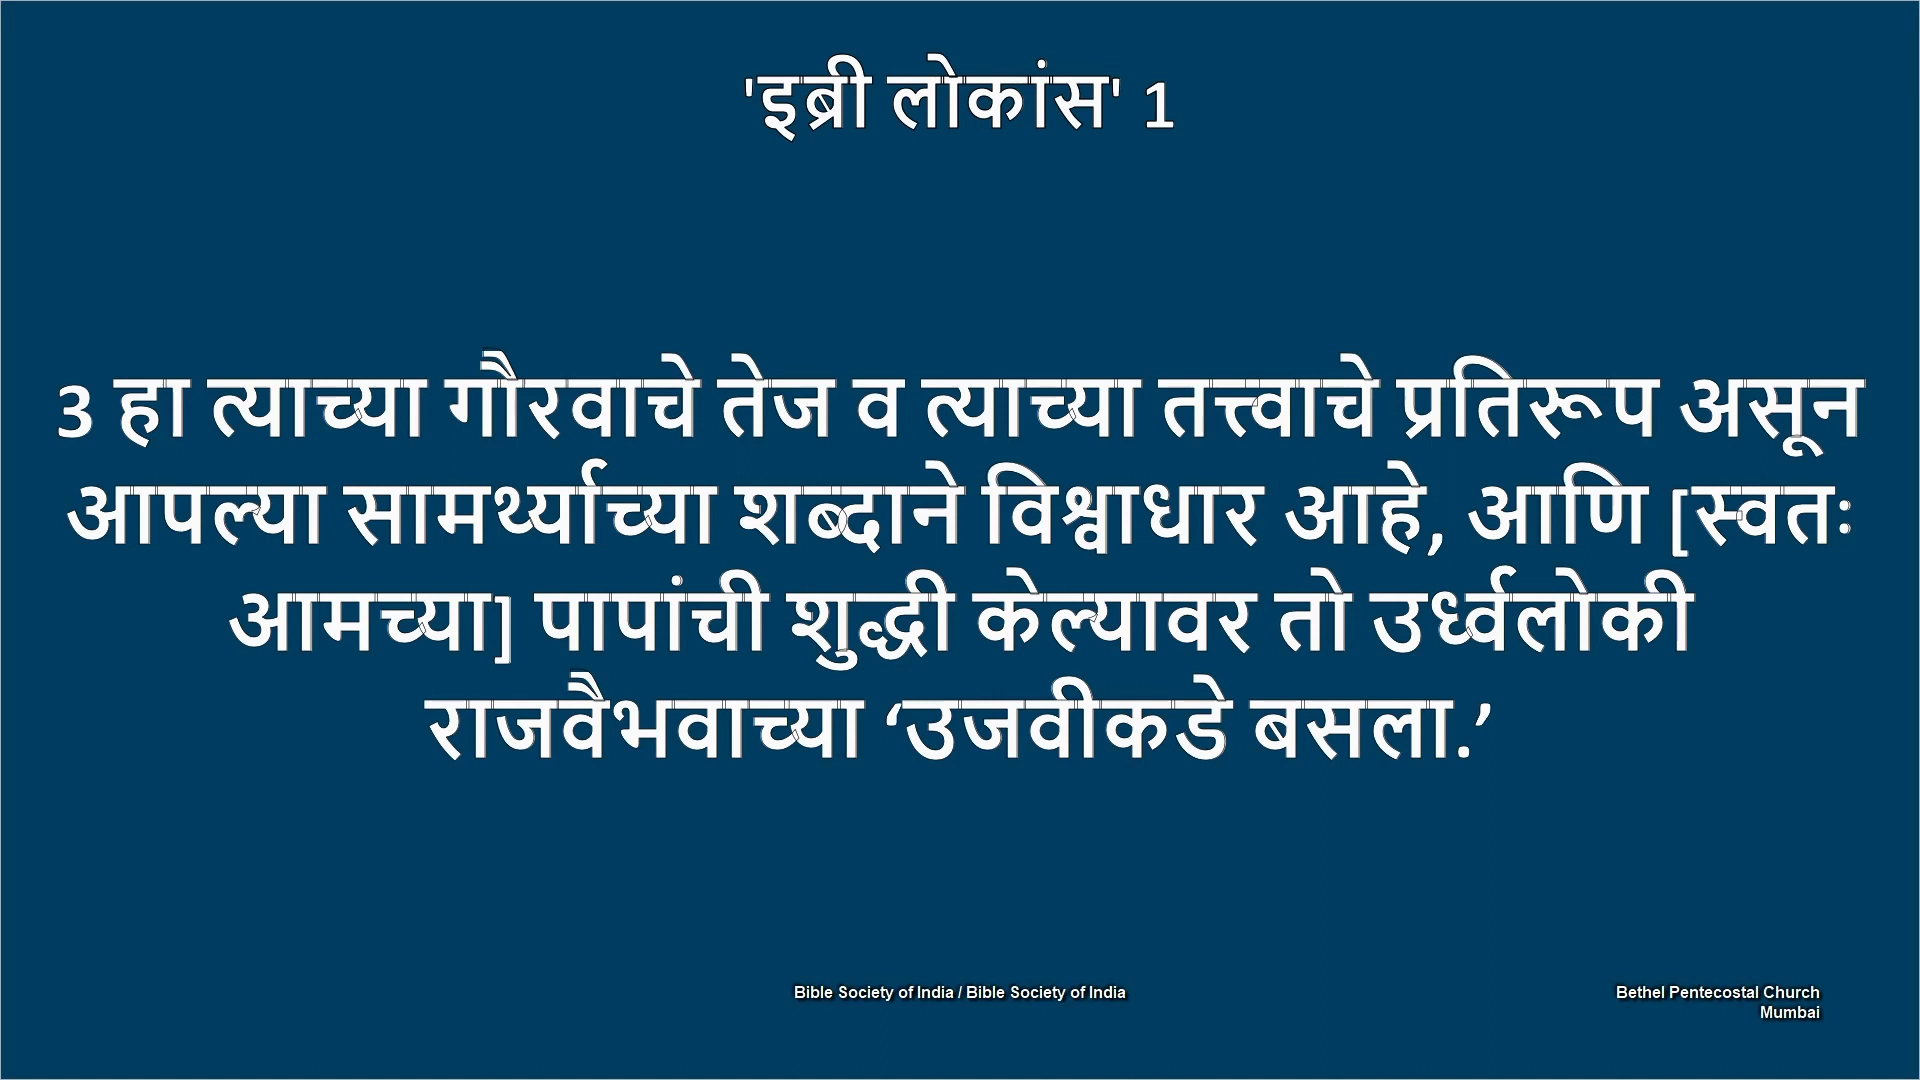 'इब्री लोकांस' 1
3 हा त्याच्या गौरवाचे तेज व त्याच्या तत्त्वाचे प्रतिरूप असून
आपल्या सामर्थ्याच्या शब्दाने विश्वाधार आहे, आणि [स्वतः
आमच्या] पापांची शुद्धी केल्यावर तो उर्ध्वलोकी
राजवैभवाच्या ‘उजवीकडे बसला.’
Bible Society of India / Bible Society of India
Bethel Pentecostal Church
Mumbai